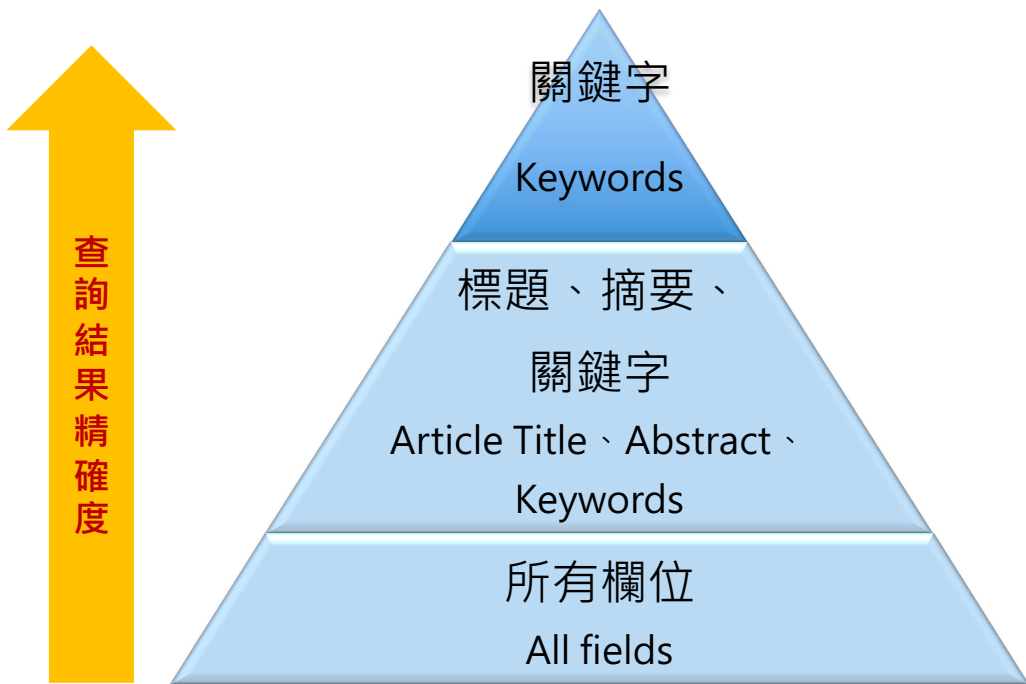 查詢結果精確度
關鍵字
Keywords
標題、摘要、
關鍵字
Article Title、Abstract、
Keywords
所有欄位
All fields